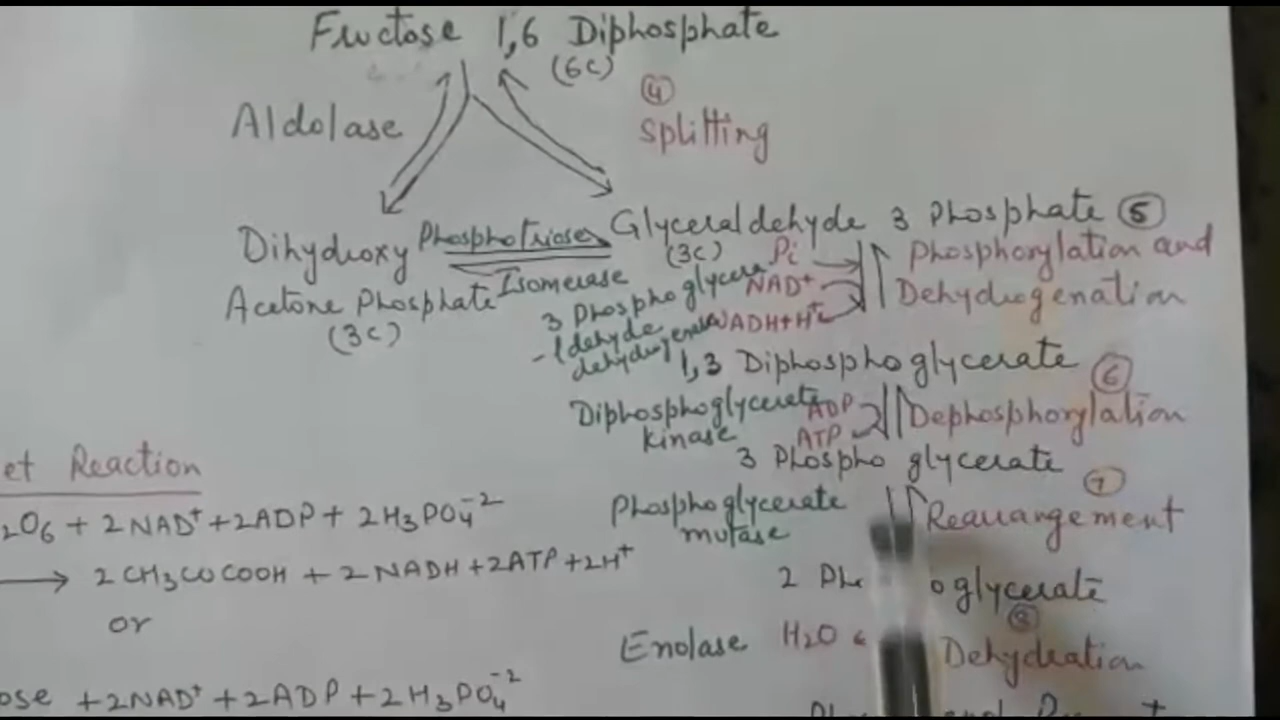 Fructose 1,6 Diphosphate
(6C)
Aldolase
④
Splitting
Dihydroxy
Acetone Phosphate
(3C)
Phosphotriose
Isomerase
Glyceraldehyde 3 Phosphate ⑤
(3C)
Pi
Phosphorylation and
NAD+
Dehydrogenation
NADH+H+
3 Phosphoglycera
-ldehyde
dehydrogenase
1,3 Diphosphoglycerate
⑥
Diphosphoglycerate
kinase
ADP
ATP
Dephosphorylation
3 Phospho glycerate
⑦
Phosphoglycerate
mutase
Rearrangement
2 Ph oglycerate
⑧
Enolase H2O
Dehydration
et Reaction
2O6 + 2NAD+ + 2ADP + 2H3PO4-2
→ 2CH3COCOOH + 2NADH + 2ATP + 2H+
or
ose + 2NAD+ + 2ADP + 2H3PO4-2